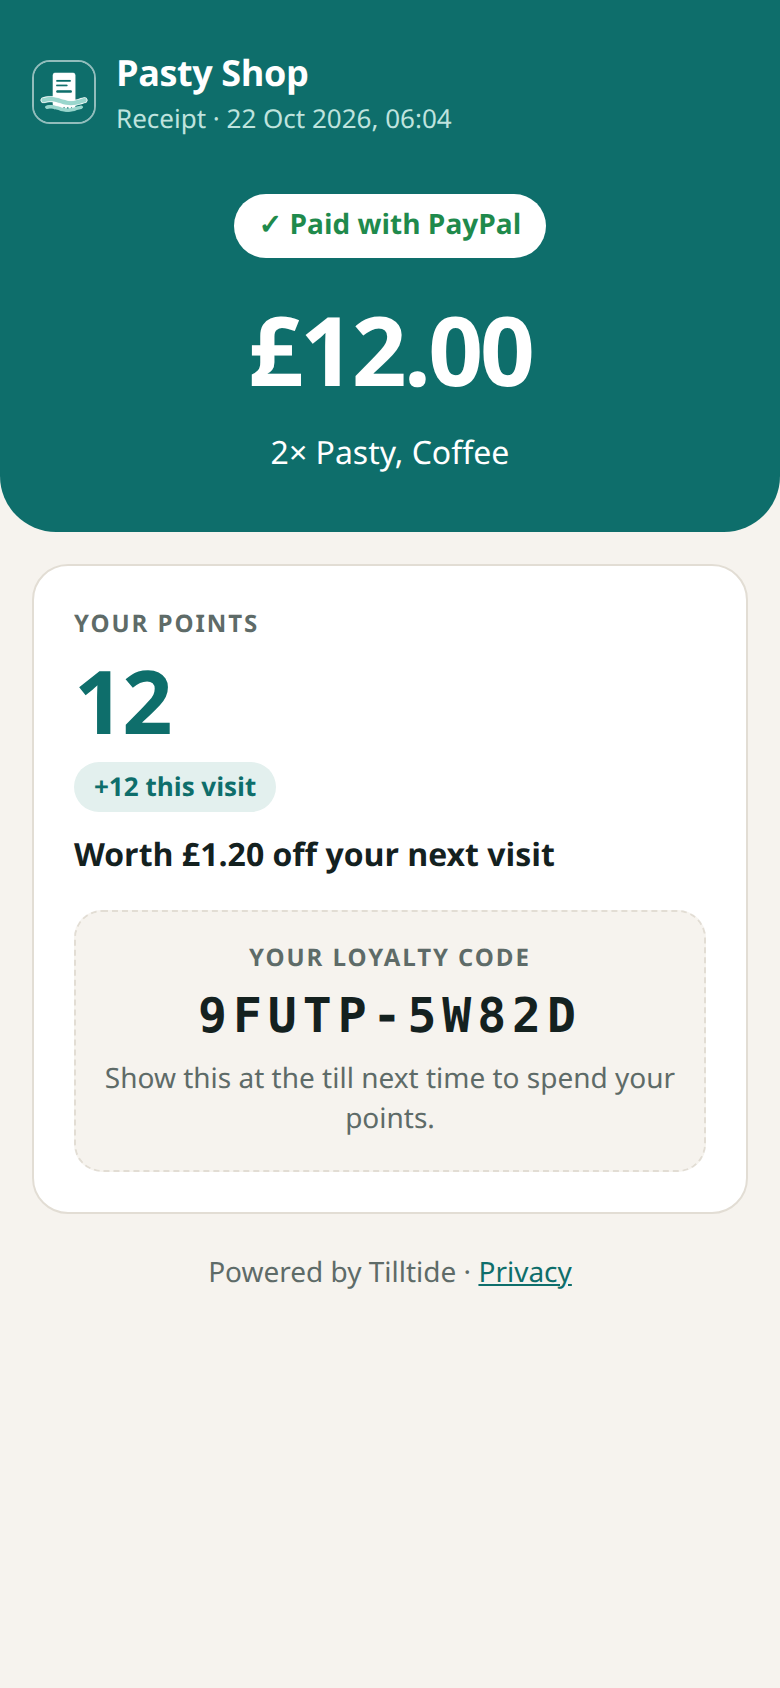 Pasty Shop
Receipt · 22 Oct 2026, 06:04
✓ Paid with PayPal
£12.00
2× Pasty, Coffee
YOUR POINTS
12
+12 this visit
Worth £1.20 off your next visit
YOUR LOYALTY CODE
9FUTP-5W82D
Show this at the till next time to spend your
points.
Powered by Tilltide · Privacy